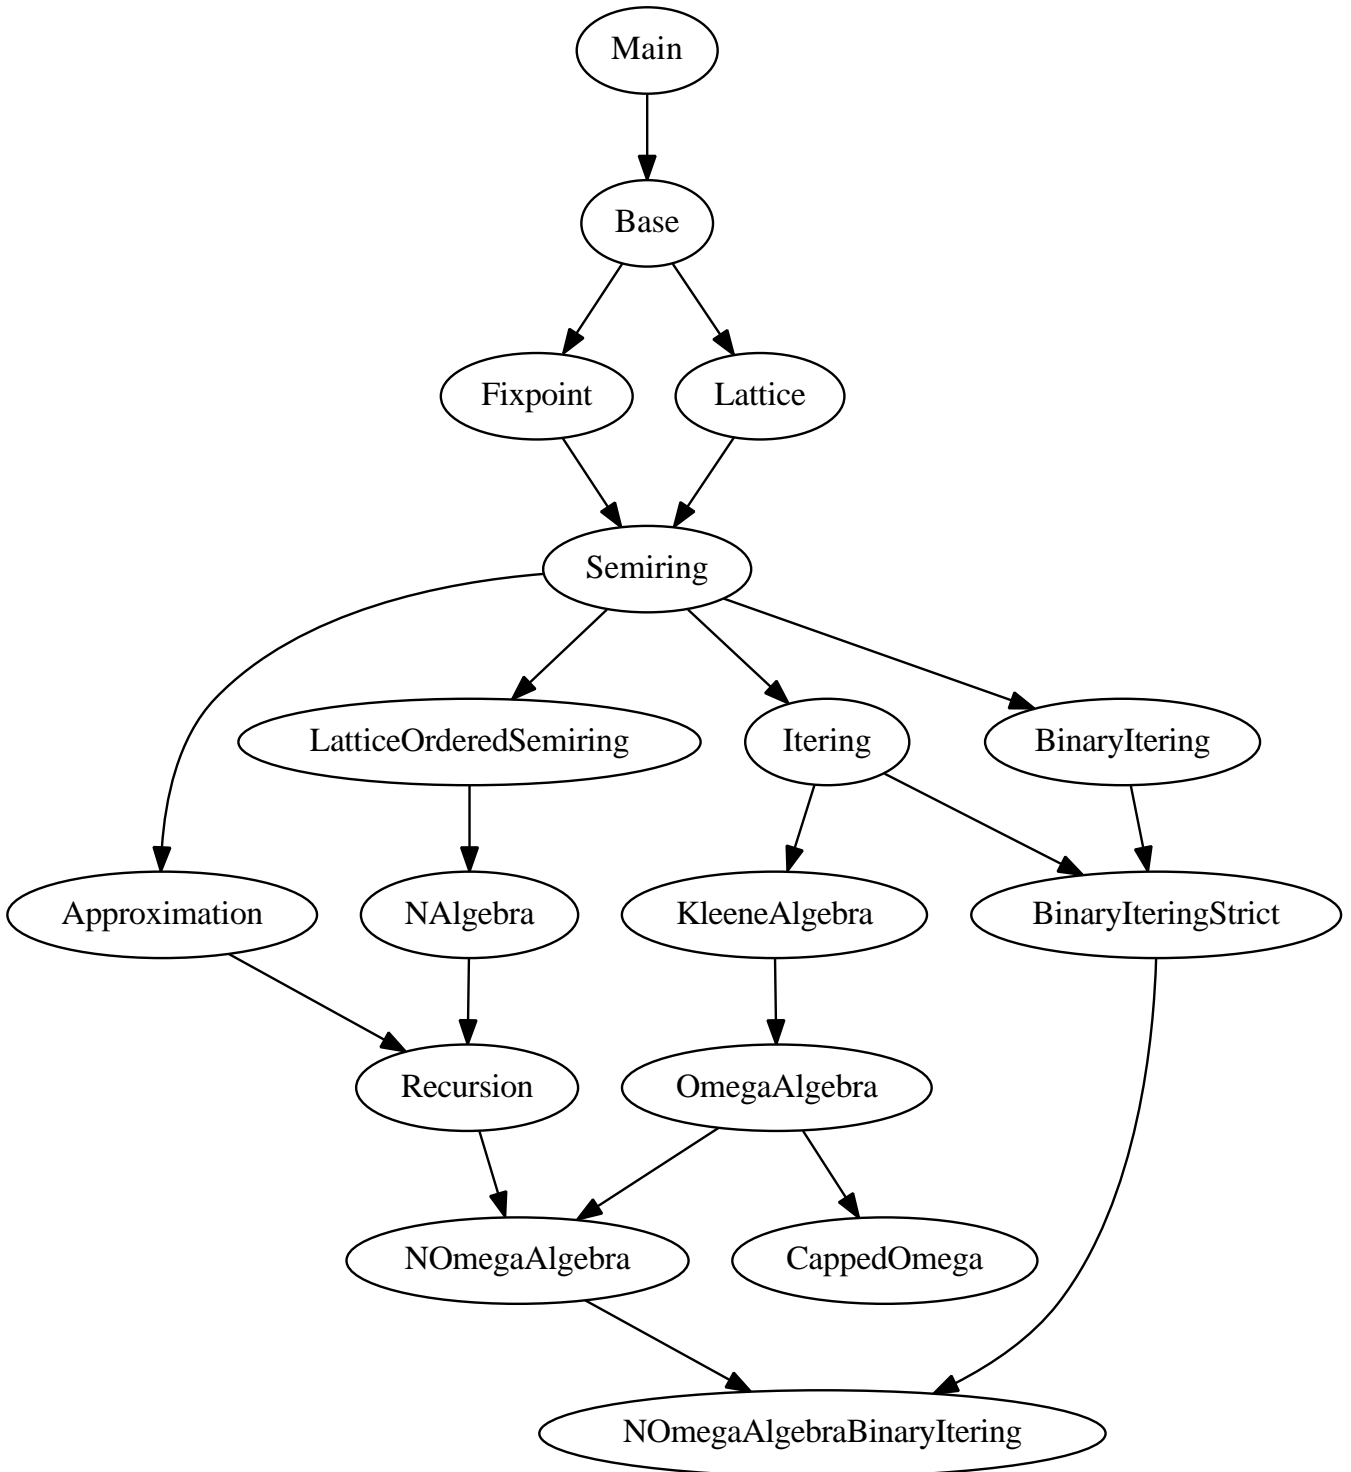 Main
Base
Fixpoint
Lattice
Semiring
LatticeOrderedSemiring
Itering
BinaryItering
Approximation
NAlgebra
KleeneAlgebra
BinaryIteringStrict
Recursion
OmegaAlgebra
NOmegaAlgebra
CappedOmega
NOmegaAlgebraBinaryItering